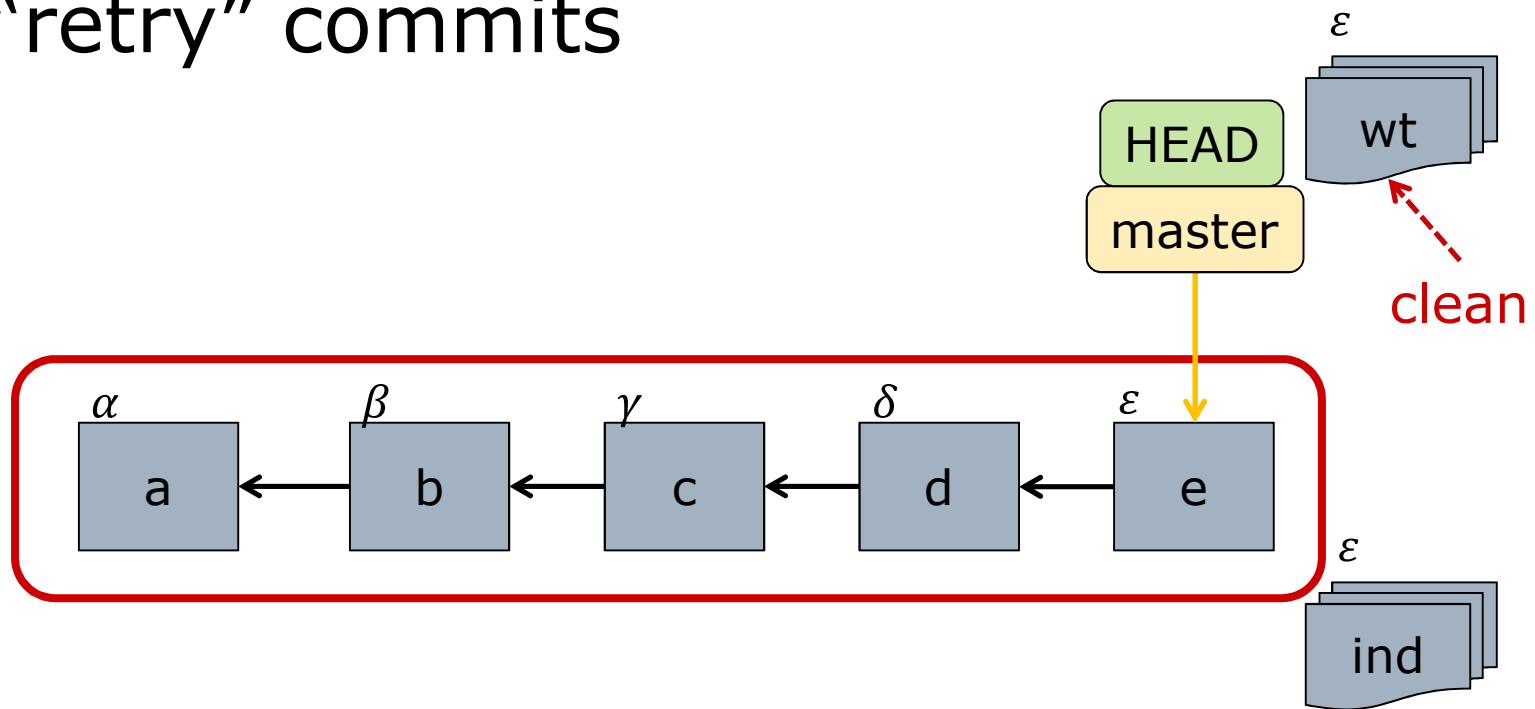 “retry” commits
ε
wt
HEAD
master
clean
α β γ δ ε
a b c d e
ε
ind